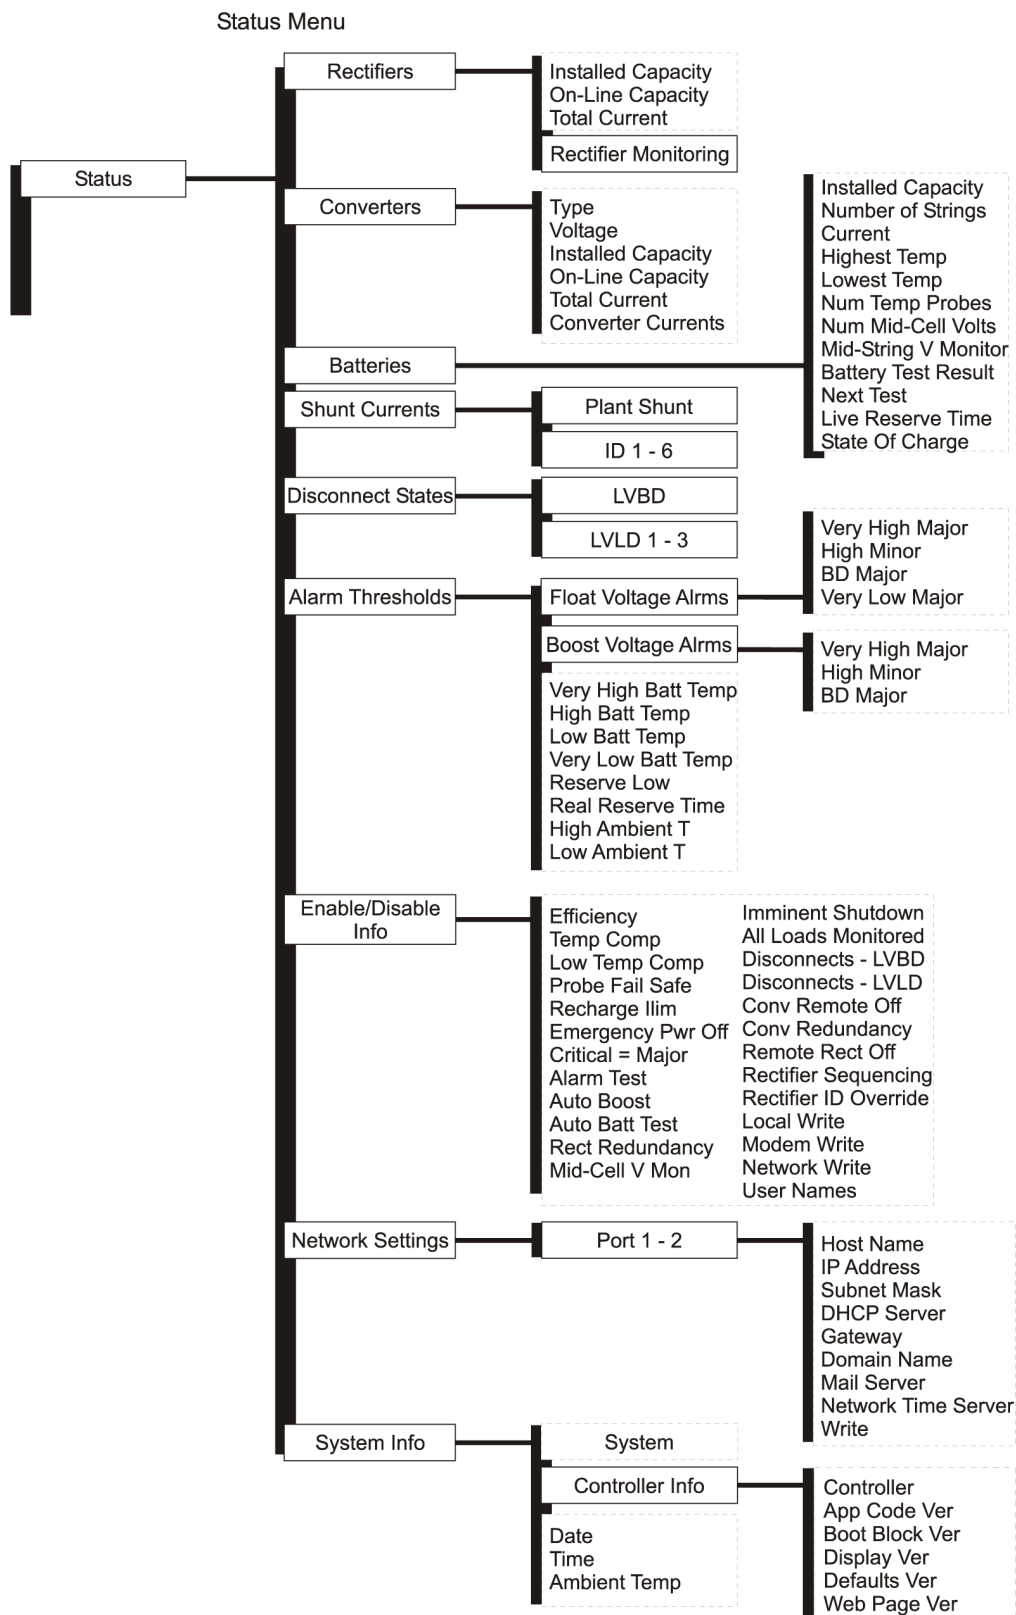 Status Menu
Status
Rectifiers
Installed Capacity
On-Line Capacity
Total Current
Rectifier Monitoring
Converters
Type
Voltage
Installed Capacity
On-Line Capacity
Total Current
Converter Currents
Batteries
Installed Capacity
Number of Strings
Current
Highest Temp
Lowest Temp
Num Temp Probes
Num Mid-Cell Volts
Mid-String V Monitor
Battery Test Result
Next Test
Live Reserve Time
State Of Charge
Shunt Currents
Plant Shunt
ID 1 - 6
Disconnect States
LVBD
LVLD 1 - 3
Alarm Thresholds
Float Voltage Alrms
Very High Major
High Minor
BD Major
Very Low Major
Boost Voltage Alrms
Very High Major
High Minor
BD Major
Very High Batt Temp
High Batt Temp
Low Batt Temp
Very Low Batt Temp
Reserve Low
Real Reserve Time
High Ambient T
Low Ambient T
Enable/Disable
Info
Efficiency
Temp Comp
Low Temp Comp
Probe Fail Safe
Recharge Ilim
Emergency Pwr Off
Critical = Major
Alarm Test
Auto Boost
Auto Batt Test
Rect Redundancy
Mid-Cell V Mon
Imminent Shutdown
All Loads Monitored
Disconnects - LVBD
Disconnects - LVLD
Conv Remote Off
Conv Redundancy
Remote Rect Off
Rectifier Sequencing
Rectifier ID Override
Local Write
Modem Write
Network Write
User Names
Network Settings
Port 1 - 2
Host Name
IP Address
Subnet Mask
DHCP Server
Gateway
Domain Name
Mail Server
Network Time Server
Write
System Info
System
Controller Info
Controller
App Code Ver
Boot Block Ver
Display Ver
Defaults Ver
Web Page Ver
Date
Time
Ambient Temp